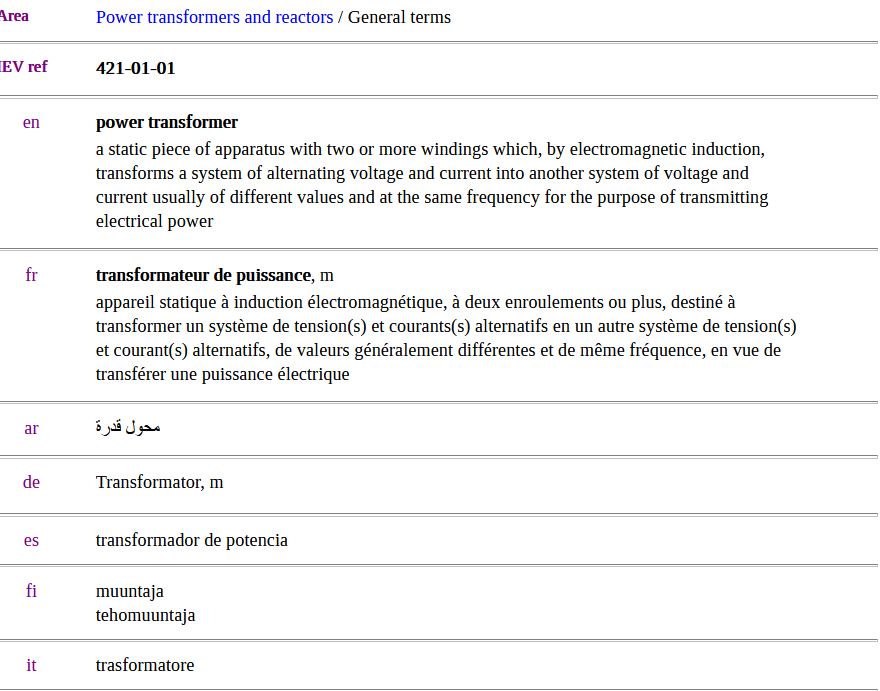 Area Power transformers and reactors / General terms
IEV ref 421-01-01
en power transformer
a static piece of apparatus with two or more windings which, by electromagnetic induction,
transforms a system of alternating voltage and current into another system of voltage and
current usually of different values and at the same frequency for the purpose of transmitting
electrical power
fr transformateur de puissance, m
appareil statique à induction électromagnétique, à deux enroulements ou plus, destiné à
transformer un système de tension(s) et courants(s) alternatifs en un autre système de tension(s)
et courant(s) alternatifs, de valeurs généralement différentes et de même fréquence, en vue de
transférer une puissance électrique
ar محول قدرة
de Transformator, m
es transformador de potencia
fi muuntaja
tehomuuntaja
it trasformatore